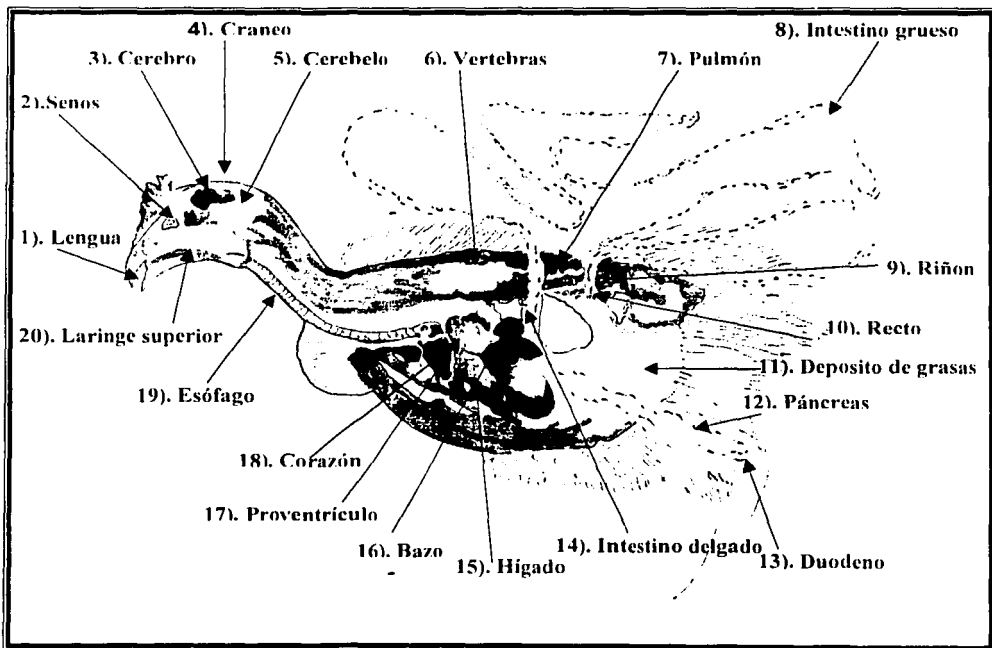 4). Craneo
8). Intestino grueso
3). Cerebro
5). Cerebelo
6). Vertebras
7). Pulmón
2).Senos
1). Lengua
9). Riñon
10). Recto
20). Laringe superior
11). Deposito de grasas
19). Esófago
12). Páncreas
18). Corazón
17). Proventrículo
14). Intestino delgado
16). Bazo
13). Duodeno
15). Hígado